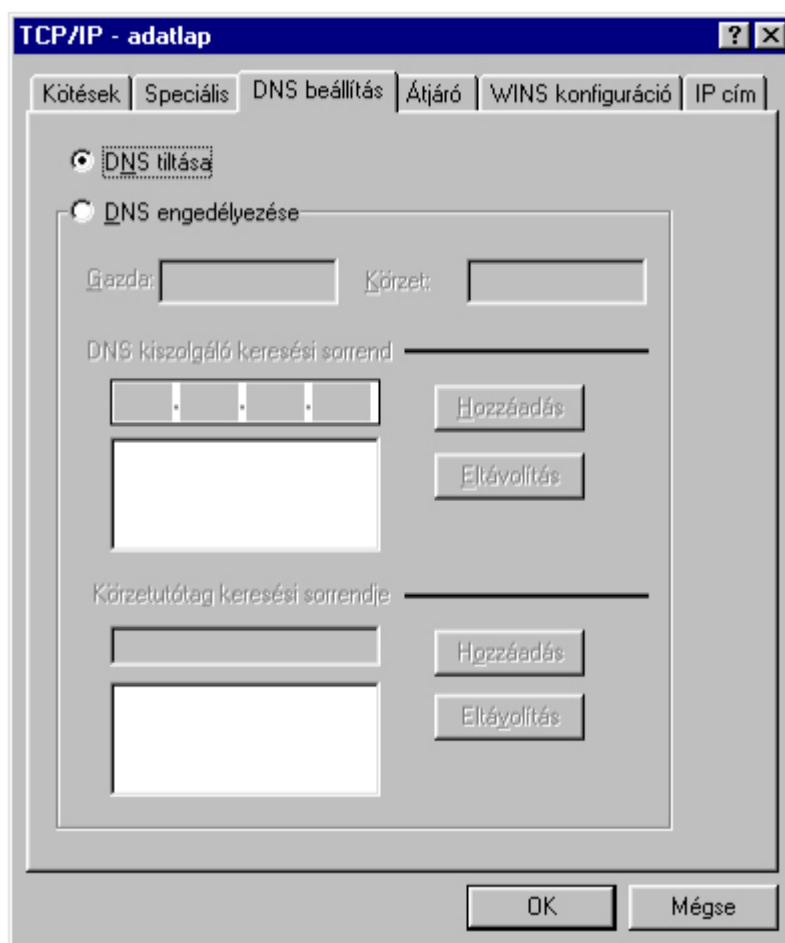 TCP/IP - adatlap
Kötések Speciális DNS beállítás Átjáró WINS konfiguráció IP cím
DNS tiltása
DNS engedélyezése
Gazda: Körzet:
DNS kiszolgáló keresési sorrend
Hozzáadás
Eltávolítás
Körzetutótag keresési sorrendje
Hozzáadás
Eltávolítás
OK Mégse